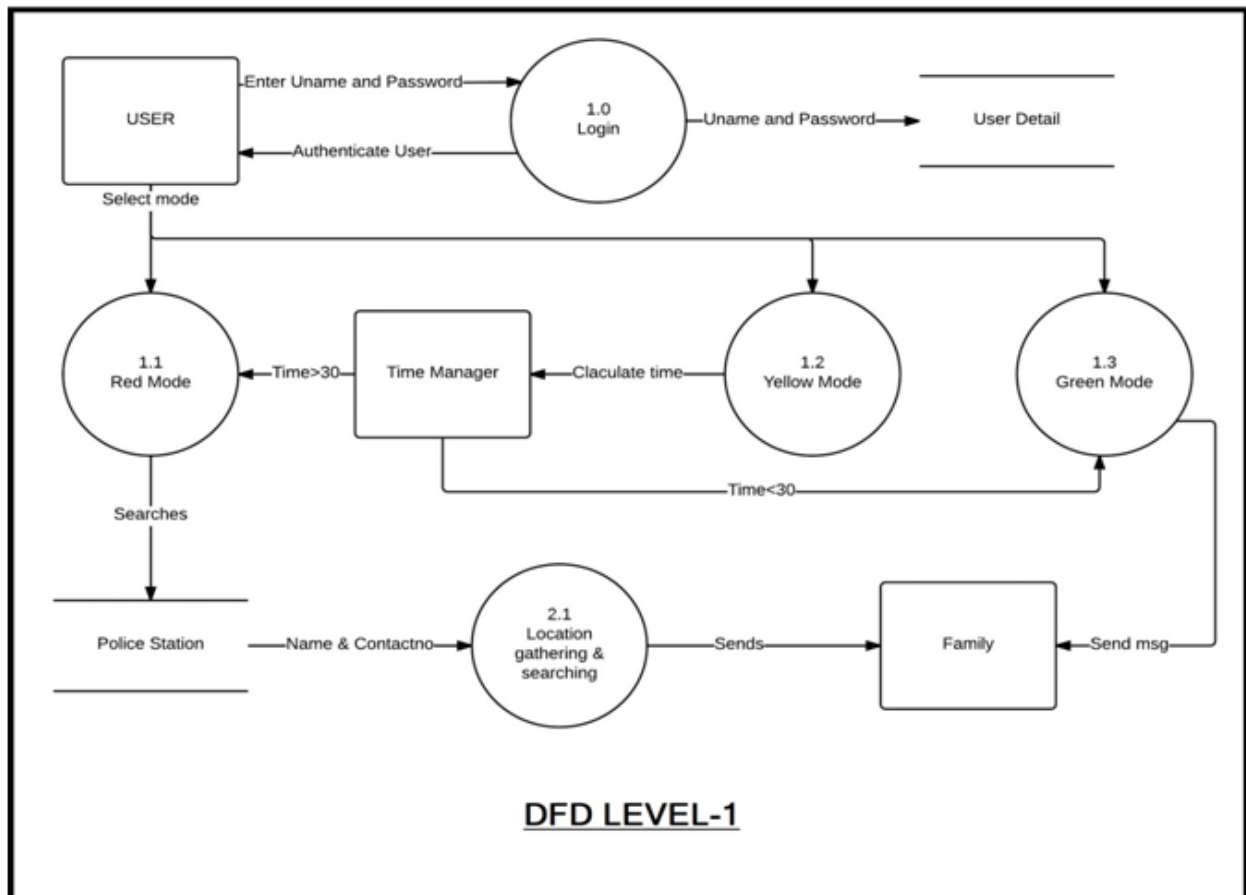 Enter Uname and Password
USER
1.0
Login
Uname and Password
User Detail
Authenticate User
Select mode
1.1
Red Mode
Time>30
Time Manager
Claculate time
1.2
Yellow Mode
1.3
Green Mode
Time<30
Searches
Police Station
Name & Contactno
2.1
Location
gathering &
searching
Sends
Family
Send msg
DFD LEVEL-1